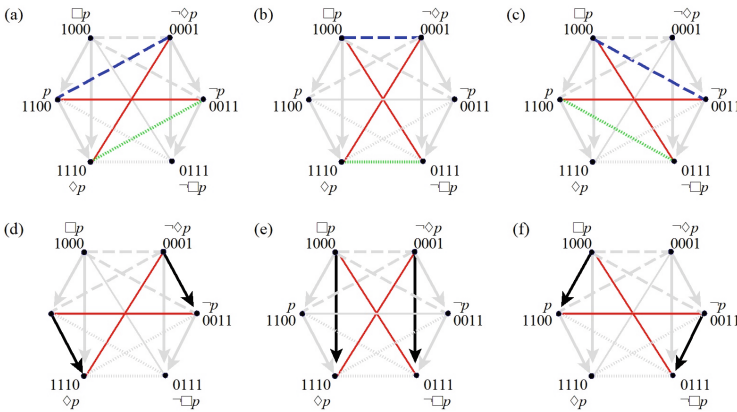 (a) □p ¬◇p
1000 0001
p ¬p
1100 0011
1110 0111
◇p ¬□p
(b) □p ¬◇p
1000 0001
p ¬p
1100 0011
1110 0111
◇p ¬□p
(c) □p ¬◇p
1000 0001
p ¬p
1100 0011
1110 0111
◇p ¬□p
(d) □p ¬◇p
1000 0001
¬p
0011
1110 0111
◇p ¬□p
(e) □p ¬◇p
1000 0001
p ¬p
1100 0011
1110 0111
◇p ¬□p
(f) □p ¬◇p
1000 0001
p ¬p
1100 0011
1110 0111
◇p ¬□p